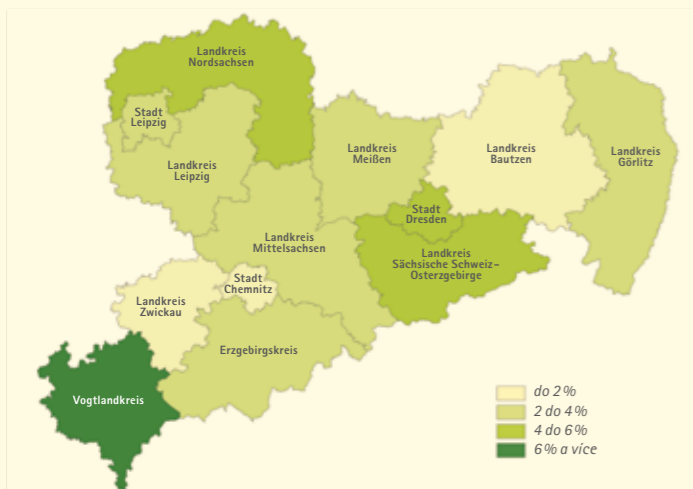 Landkreis
Nordsachsen
Stadt
Leipzig
Landkreis
Leipzig
Landkreis
Meißen
Landkreis
Bautzen
Landkreis
Görlitz
Stadt
Dresden
Landkreis
Mittelsachsen
Landkreis
Sächsische Schweiz-
Osterzgebirge
Stadt
Chemnitz
Landkreis
Zwickau
Erzgebirgskreis
Vogtlandkreis
do 2 %
2 do 4 %
4 do 6 %
6 % a více